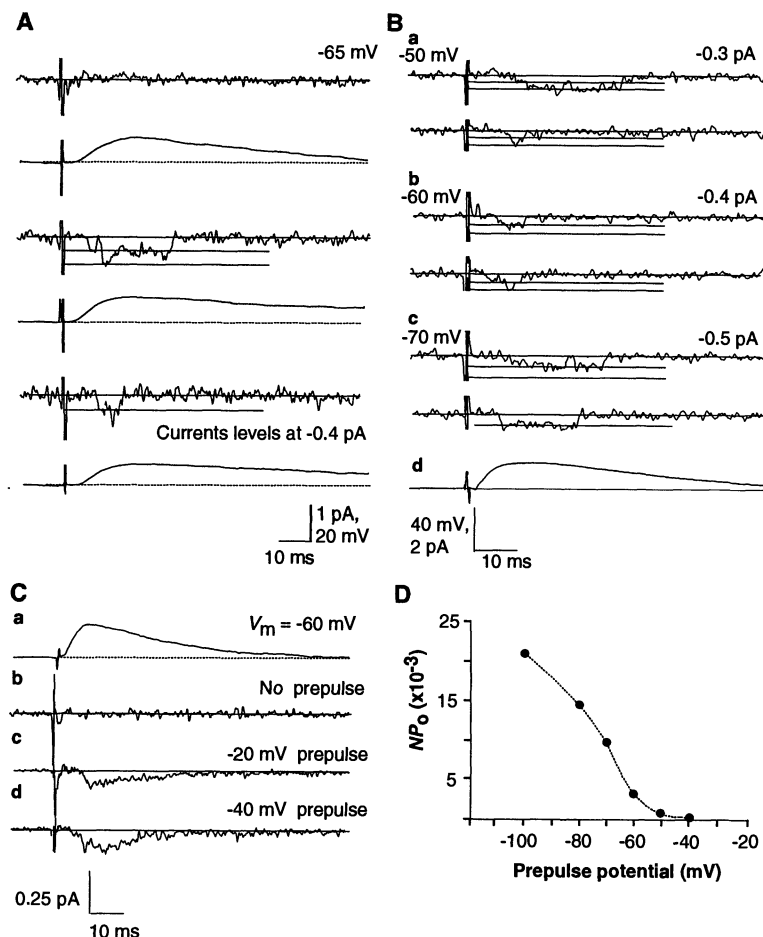 A
-65 mV
Currents levels at -0.4 pA
1 pA,
20 mV
10 ms
B
a
-50 mV
-0.3 pA
b
-60 mV
-0.4 pA
c
-70 mV
-0.5 pA
d
40 mV,
2 pA
10 ms
C
a
Vm = -60 mV
b
No prepulse
c
-20 mV prepulse
d
-40 mV prepulse
0.25 pA
10 ms
D
25
15
5
NPo (x10-3)
-100 -80 -60 -40 -20
Prepulse potential (mV)